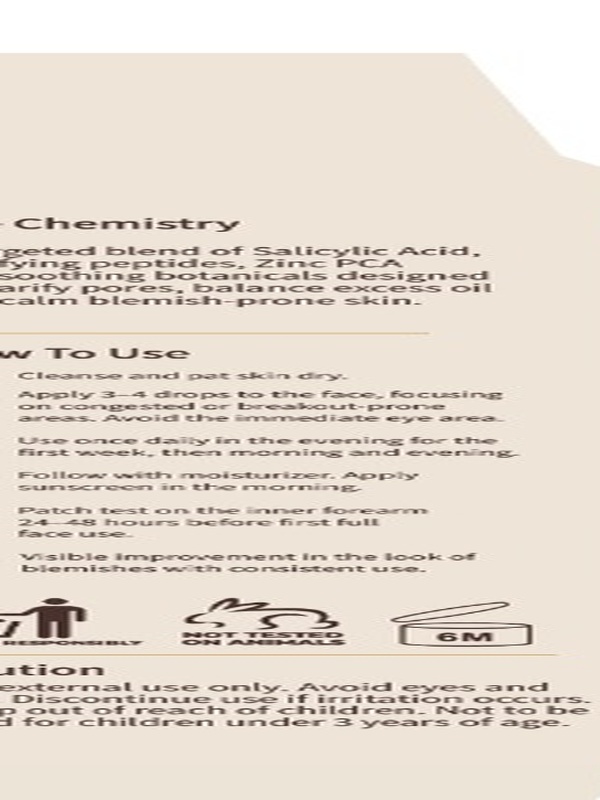 - Chemistry
rgeted blend of Salicylic Acid,
fying peptides, Zinc PCA
soothing botanicals designed
arify pores, balance excess oil
calm blemish-prone skin.
w To Use
Cleanse and pat skin dry.
Apply 3–4 drops to the face, focusing
on congested or breakout-prone
areas. Avoid the immediate eye area.
Use once daily in the evening for the
first week, then morning and evening.
Follow with moisturizer. Apply
sunscreen in the morning.
Patch test on the inner forearm
24–48 hours before first full
face use.
Visible improvement in the look of
blemishes with consistent use.
RESPONSIBLY
NOT TESTED
ON ANIMALS
6M
ution
external use only. Avoid eyes and
Discontinue use if irritation occurs.
p out of reach of children. Not to be
d for children under 3 years of age.